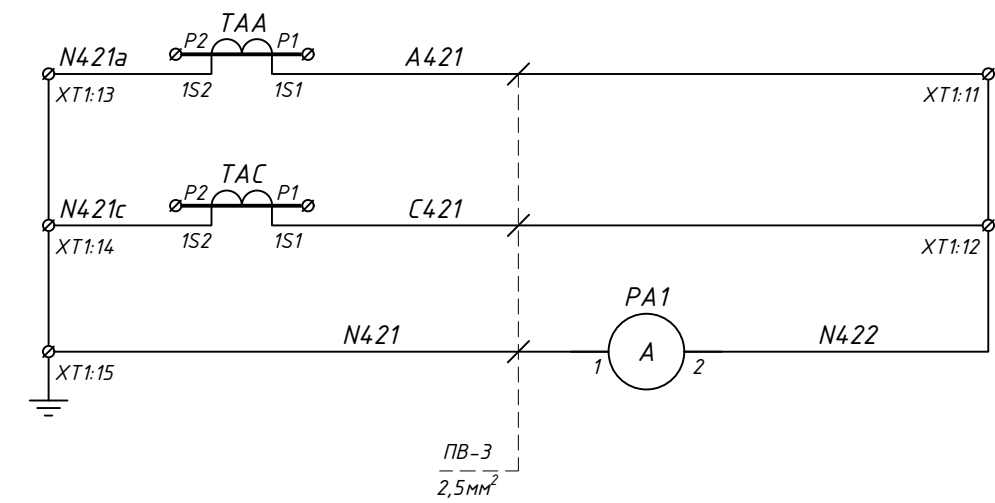 TAA
P2 P1
N421a A421
XT1:13 1S2 1S1 XT1:11
TAC
P2 P1
N421c C421
XT1:14 1S2 1S1 XT1:12
PA1
N421 A N422
XT1:15 1 2
ПВ-3
2,5мм²